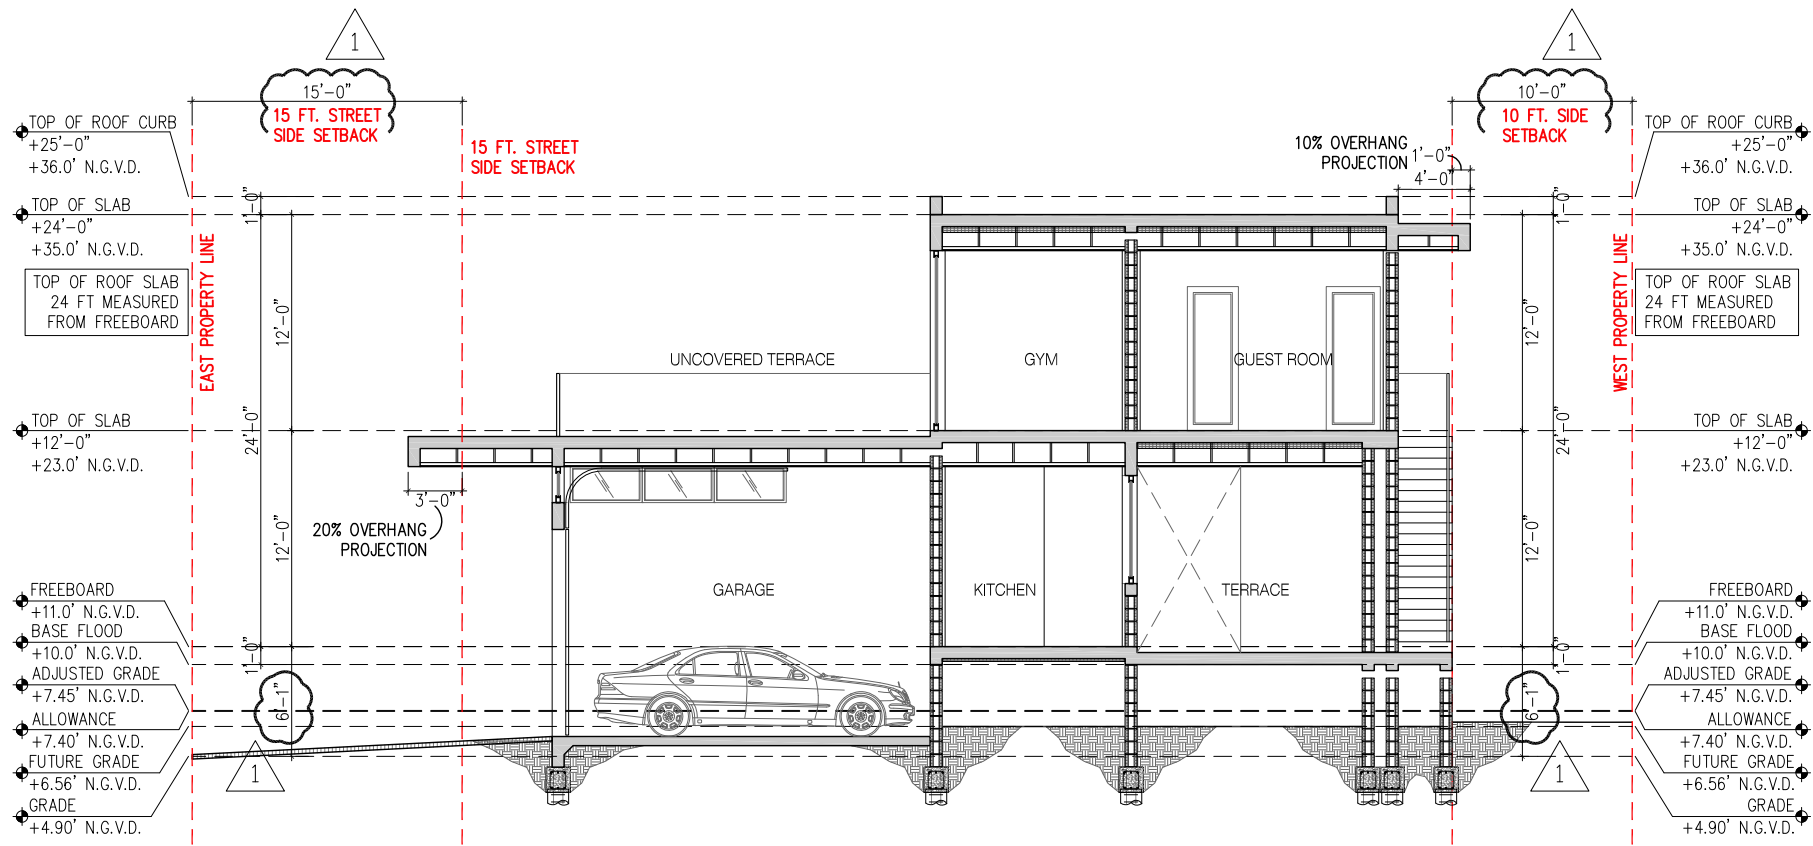 1
1
15'-0"
15 FT. STREET
SIDE SETBACK
10'-0"
10 FT. SIDE
SETBACK
15 FT. STREET
SIDE SETBACK
10% OVERHANG
PROJECTION
1'-0"
4'-0"
TOP OF ROOF CURB
+25'-0"
+36.0' N.G.V.D.
TOP OF SLAB
+24'-0"
+35.0' N.G.V.D.
TOP OF ROOF SLAB
24 FT MEASURED
FROM FREEBOARD
EAST PROPERTY LINE
1'-0"
12'-0"
24'-0"
12'-0"
1'-0"
6'-1"
TOP OF SLAB
+12'-0"
+23.0' N.G.V.D.
FREEBOARD
+11.0' N.G.V.D.
BASE FLOOD
+10.0' N.G.V.D.
ADJUSTED GRADE
+7.45' N.G.V.D.
ALLOWANCE
+7.40' N.G.V.D.
FUTURE GRADE
+6.56' N.G.V.D.
GRADE
+4.90' N.G.V.D.
1
3'-0"
20% OVERHANG
PROJECTION
UNCOVERED TERRACE
GYM
GUEST ROOM
GARAGE
KITCHEN
TERRACE
TOP OF ROOF CURB
+25'-0"
+36.0' N.G.V.D.
TOP OF SLAB
+24'-0"
+35.0' N.G.V.D.
TOP OF ROOF SLAB
24 FT MEASURED
FROM FREEBOARD
WEST PROPERTY LINE
1'-0"
12'-0"
24'-0"
12'-0"
1'-0"
6'-1"
TOP OF SLAB
+12'-0"
+23.0' N.G.V.D.
FREEBOARD
+11.0' N.G.V.D.
BASE FLOOD
+10.0' N.G.V.D.
ADJUSTED GRADE
+7.45' N.G.V.D.
ALLOWANCE
+7.40' N.G.V.D.
FUTURE GRADE
+6.56' N.G.V.D.
GRADE
+4.90' N.G.V.D.
1